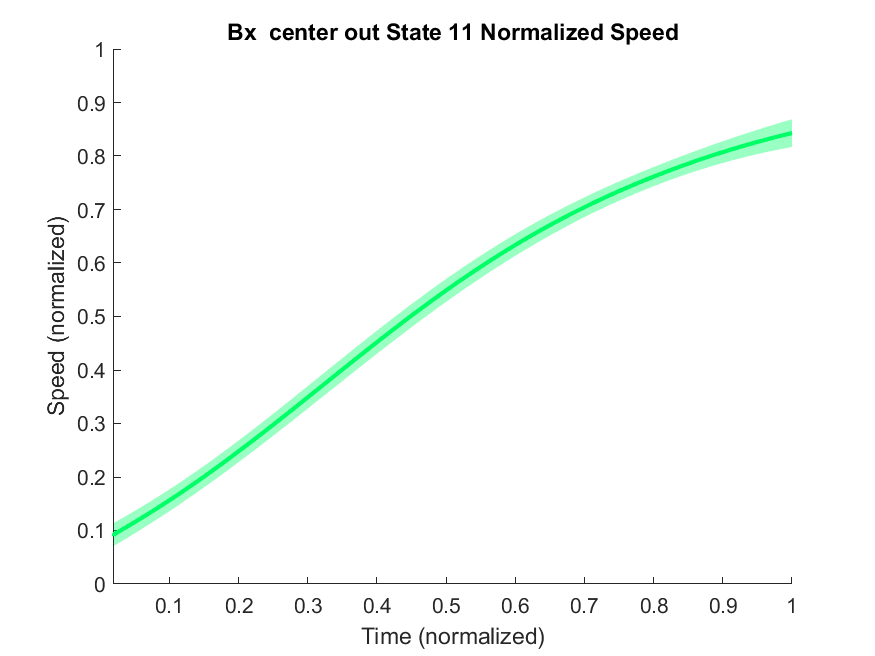 Bx  center out State 11 Normalized Speed
1
0.9
0.8
0.7
0.6
0.5
0.4
0.3
0.2
0.1
0
Speed (normalized)
0.1 0.2 0.3 0.4 0.5 0.6 0.7 0.8 0.9 1
Time (normalized)